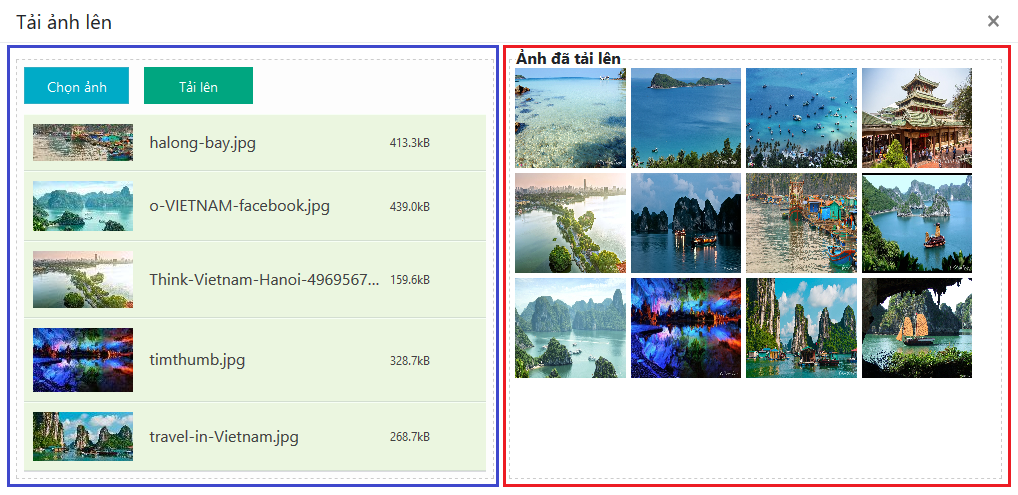 Tải ảnh lên
×
Chọn ảnh
Tải lên
halong-bay.jpg
413.3kB
o-VIETNAM-facebook.jpg
439.0kB
Think-Vietnam-Hanoi-4969567...
159.6kB
timthumb.jpg
328.7kB
travel-in-Vietnam.jpg
268.7kB
Ảnh đã tải lên